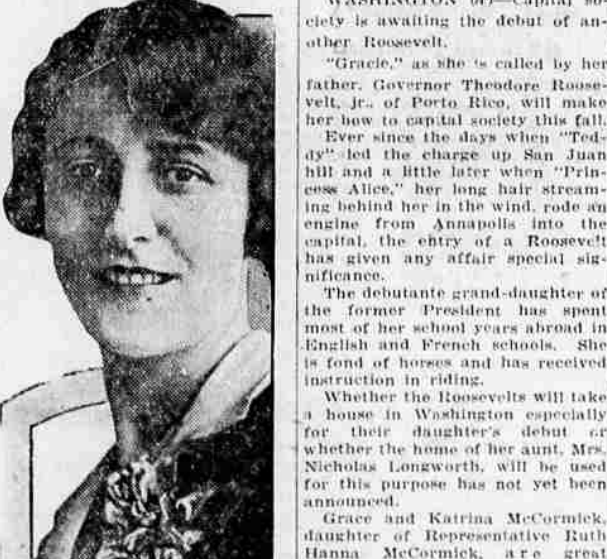 WASHINGTON (AP)—Capital so-
ciety is awaiting the debut of an-
other Roosevelt.
"Gracie," as she is called by her
father, Governor Theodore Roose-
velt, jr., of Porto Rico, will make
her bow to capital society this fall.
Ever since the days when "Ted-
dy" led the charge up San Juan
hill and a little later when "Prin-
cess Alice," her long hair stream-
ing behind her in the wind, rode an
engine from Annapolis into the
capital, the entry of a Roosevelt
has given any affair special sig-
nificance.
The debutante grand-daughter of
the former President has spent
most of her school years abroad in
English and French schools. She
is fond of horses and has received
instruction in riding.
Whether the Roosevelts will take
a house in Washington especially
for their daughter's debut or
whether the home of her aunt, Mrs.
Nicholas Longworth, will be used
for this purpose has not yet been
announced.
Grace and Katrina McCormick,
daughter of Representative Ruth
Hanna McCormick, are great